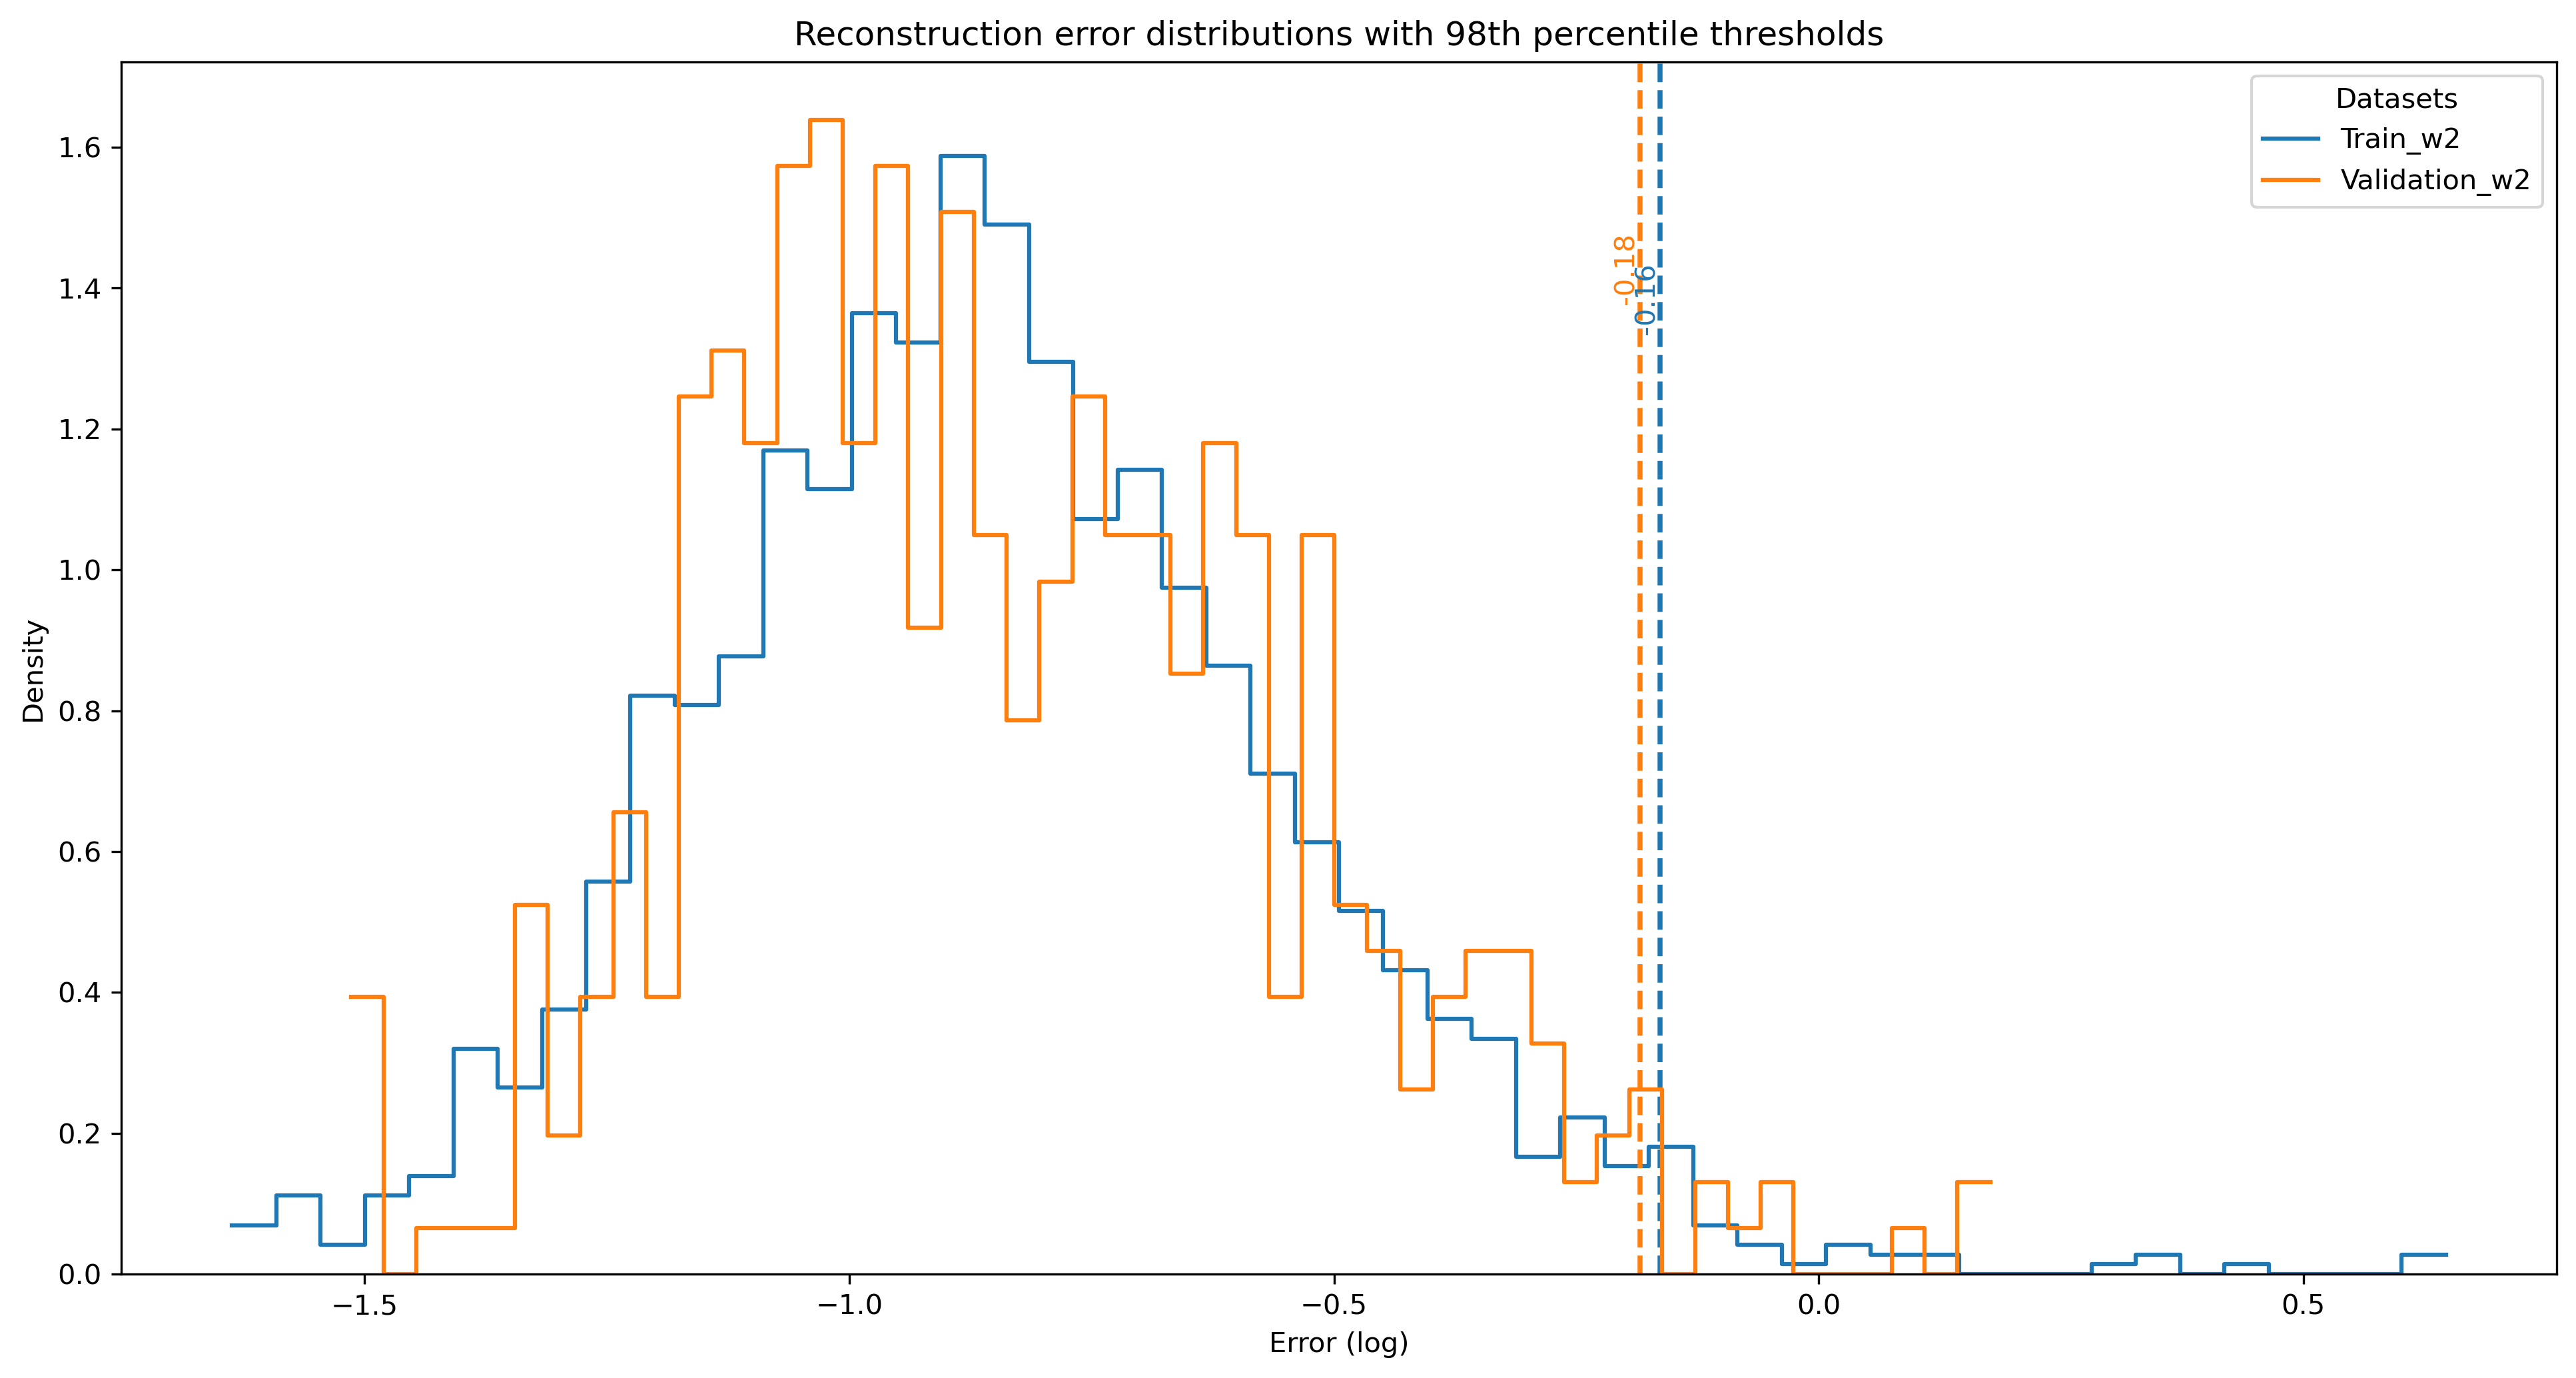 Reconstruction error distributions with 98th percentile thresholds
Datasets
Train_w2
Validation_w2
-0.18
-0.16
Density
1.6
1.4
1.2
1.0
0.8
0.6
0.4
0.2
0.0
−1.5
−1.0
−0.5
0.0
0.5
Error (log)